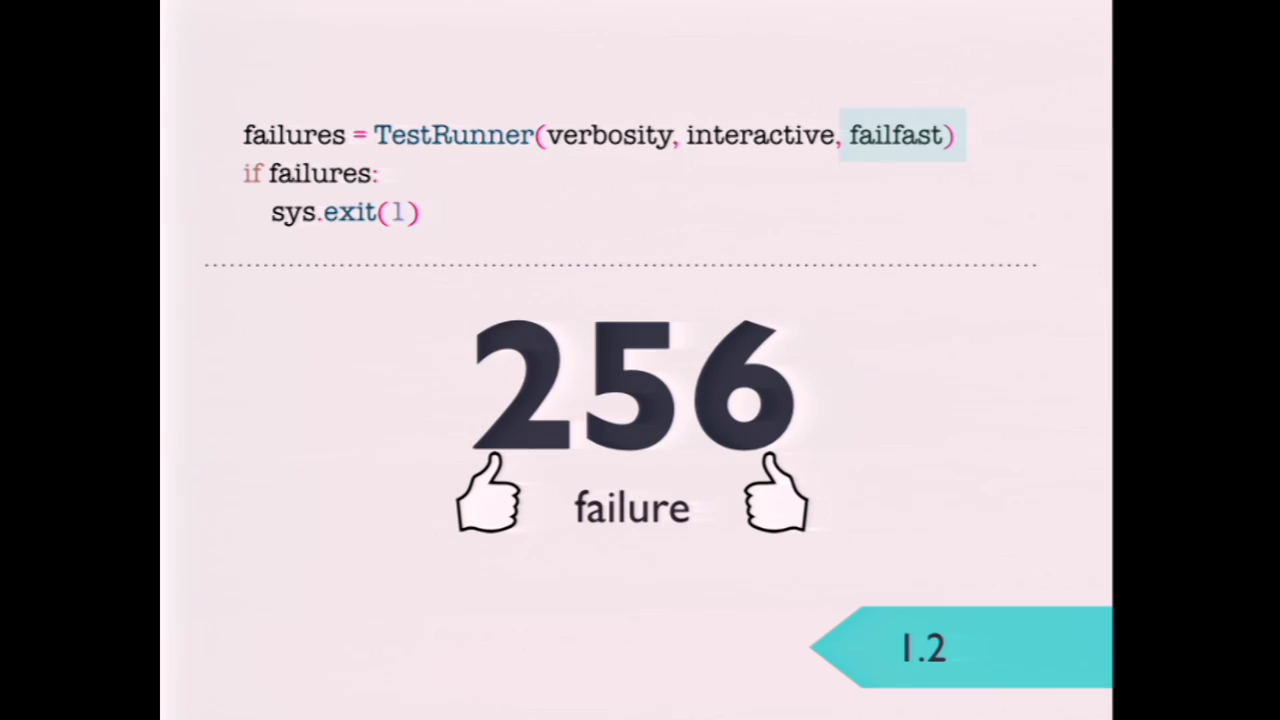 failures = TestRunner(verbosity, interactive, failfast)
if failures:
sys.exit(1)
256
failure
1.2